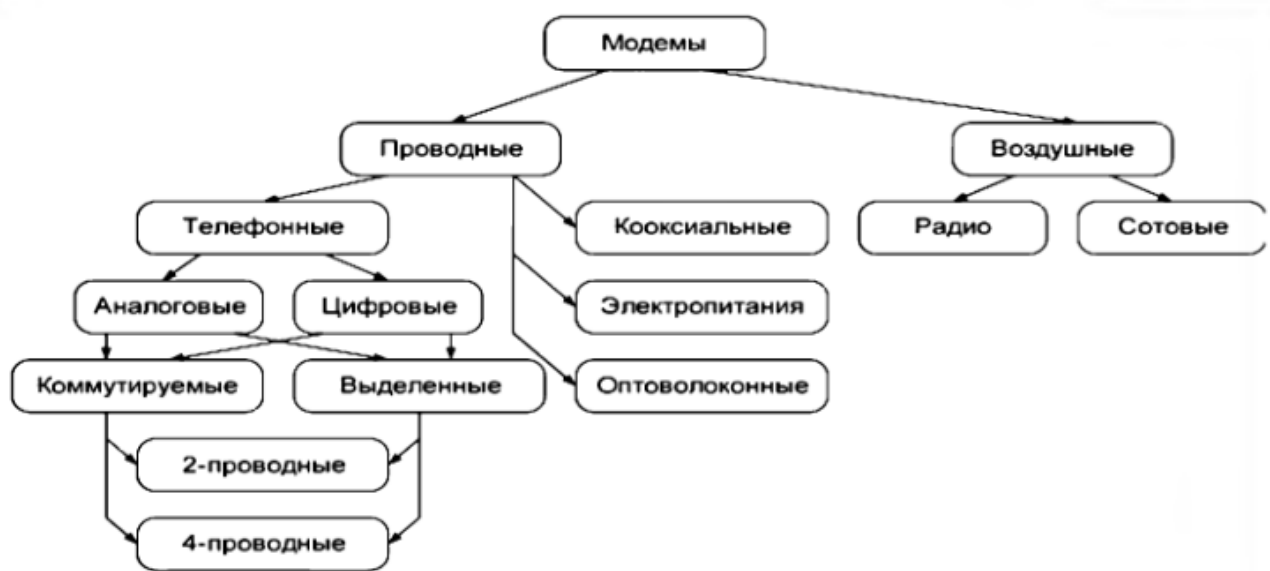 Модемы
Проводные
Воздушные
Телефонные
Кооксиальные
Радио
Сотовые
Аналоговые
Цифровые
Электропитания
Коммутируемые
Выделенные
Оптоволоконные
2-проводные
4-проводные